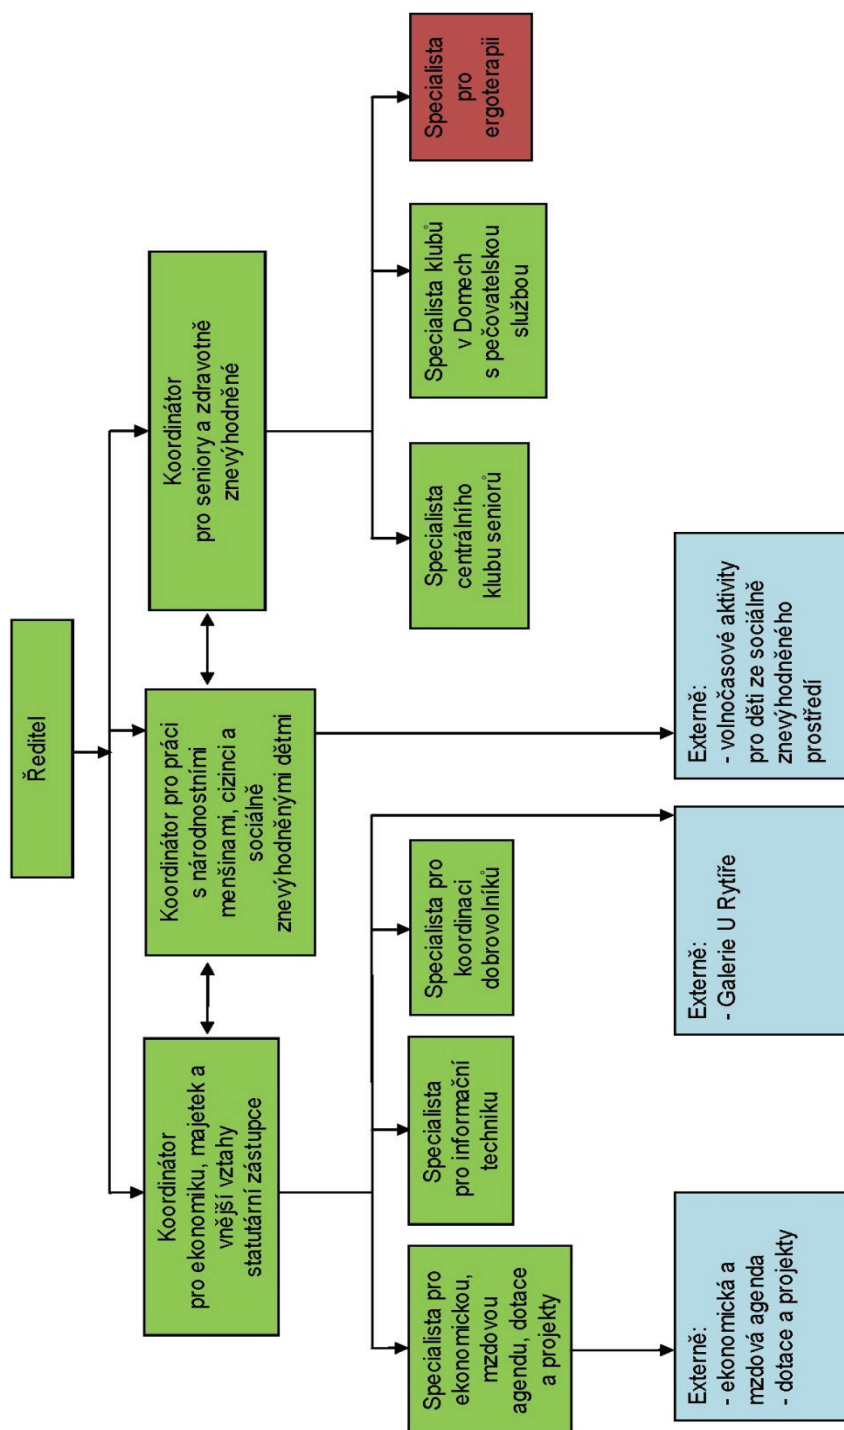 Ředitel
Koordinátor
pro ekonomiku, majetek a
vnější vztahy
statutární zástupce
Koordinátor pro práci
s národnostními
menšinami, cizinci a
sociálně
znevýhodněnými dětmi
Koordinátor
pro seniory a zdravotně
znevýhodněné
Specialista pro
ekonomickou,
mzdovou
agendu, dotace
a projekty
Specialista
pro informační
techniku
Specialista pro
koordinaci
dobrovolníků
Specialista
centrálního
klubu seniorů
Specialista klubů
v Domech
s pečovatelskou
službou
Specialista
pro
ergoterapii
Externě:
- ekonomická a
mzdová agenda
- dotace a projekty
Externě:
- Galerie U Rytíře
Externě:
- volnočasové aktivity
pro děti ze sociálně
znevýhodněného
prostředí